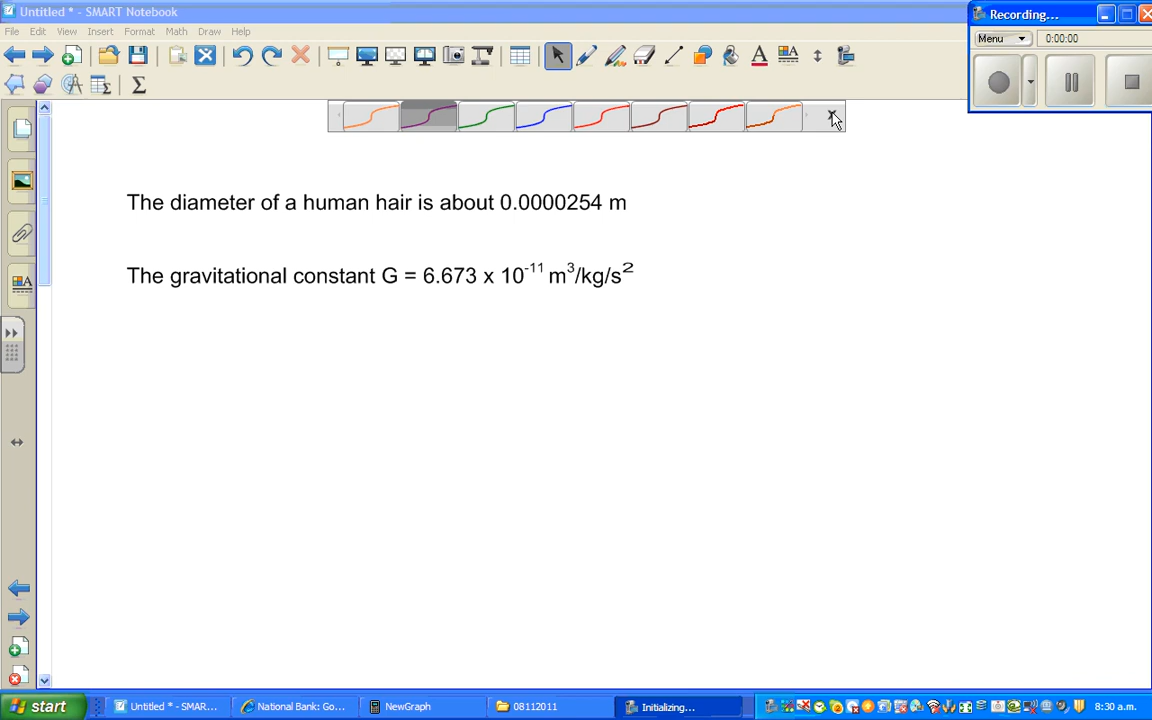 Untitled * - SMART Notebook
Recording...
File Edit View Insert Format Math Draw Help
Menu 0:00:00
The diameter of a human hair is about 0.0000254 m
The gravitational constant G = 6.673 x 10⁻¹¹ m³/kg/s²
start Untitled * - SMAR... National Bank: Go... NewGraph 08112011 Initializing... 8:30 a.m.